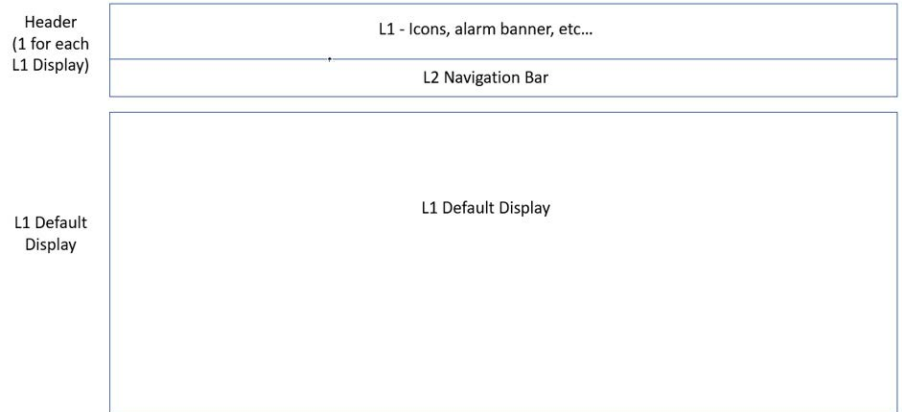 Header
(1 for each
L1 Display)
L1 - Icons, alarm banner, etc...
L2 Navigation Bar
L1 Default
Display
L1 Default Display